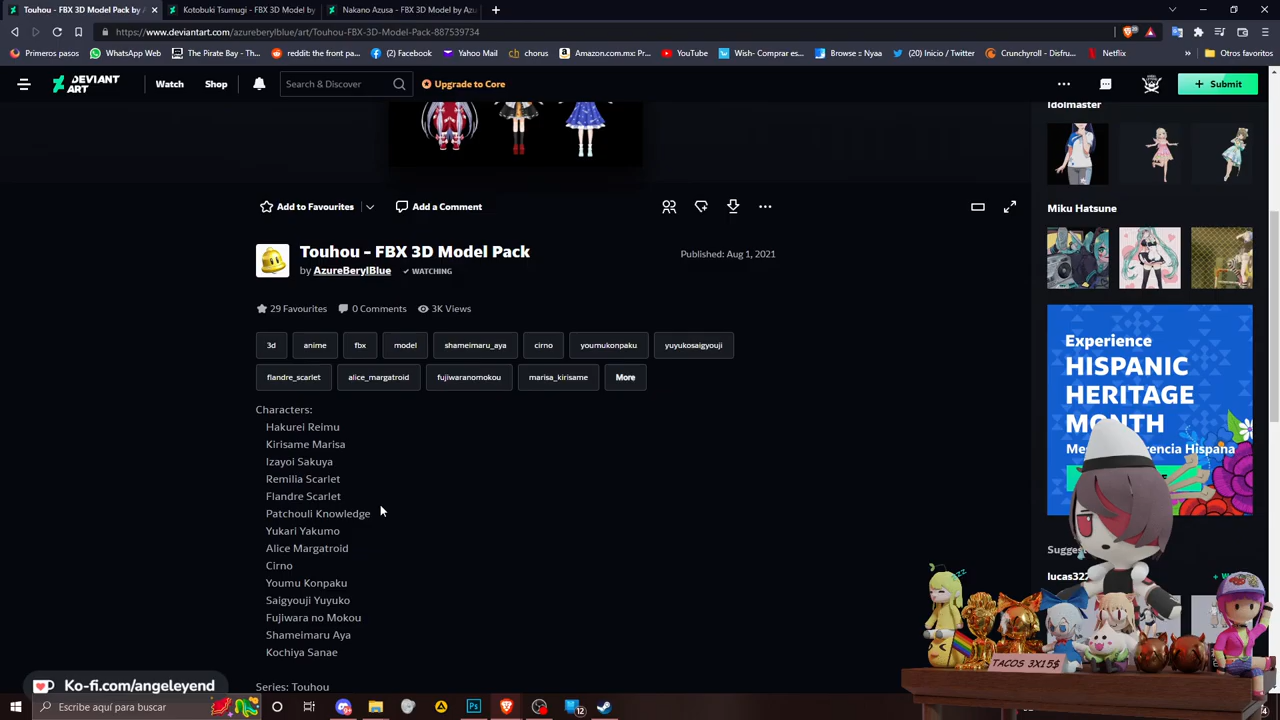 Touhou – FBX 3D Model Pack by
Kotobuki Tsumugi – FBX 3D Model by
Nakano Azusa – FBX 3D Model by Azu
https://www.deviantart.com/azureberylblue/art/Touhou-FBX-3D-Model-Pack-887539734
Primeros pasos
WhatsApp Web
The Pirate Bay - Th...
reddit: the front pa...
(2) Facebook
Yahoo Mail
chorus
Amazon.com.mx: Pr...
YouTube
Wish- Comprar es...
Browse :: Nyaa
(20) Inicio / Twitter
Crunchyroll - Disfru...
Netflix
Otros favoritos
DEVIANT ART
Watch
Shop
Search & Discover
Upgrade to Core
Submit
Idolmaster
Add to Favourites
Add a Comment
Miku Hatsune
Touhou – FBX 3D Model Pack
by AzureBerylBlue
WATCHING
Published: Aug 1, 2021
29 Favourites
0 Comments
3K Views
3d
anime
fbx
model
shameimaru_aya
cirno
youmukonpaku
yuyukosaigyouji
flandre_scarlet
alice_margatroid
fujiwaranomokou
marisa_kirisame
More
Experience
HISPANIC
HERITAGE
MONTH
Characters:
Hakurei Reimu
Kirisame Marisa
Izayoi Sakuya
Remilia Scarlet
Flandre Scarlet
Patchouli Knowledge
Yukari Yakumo
Alice Margatroid
Cirno
Youmu Konpaku
Saigyouji Yuyuko
Fujiwara no Mokou
Shameimaru Aya
Kochiya Sanae
Series: Touhou
lucas32
TACOS 3X15$
Ko-fi.com/angeleyend
Escribe aquí para buscar
12